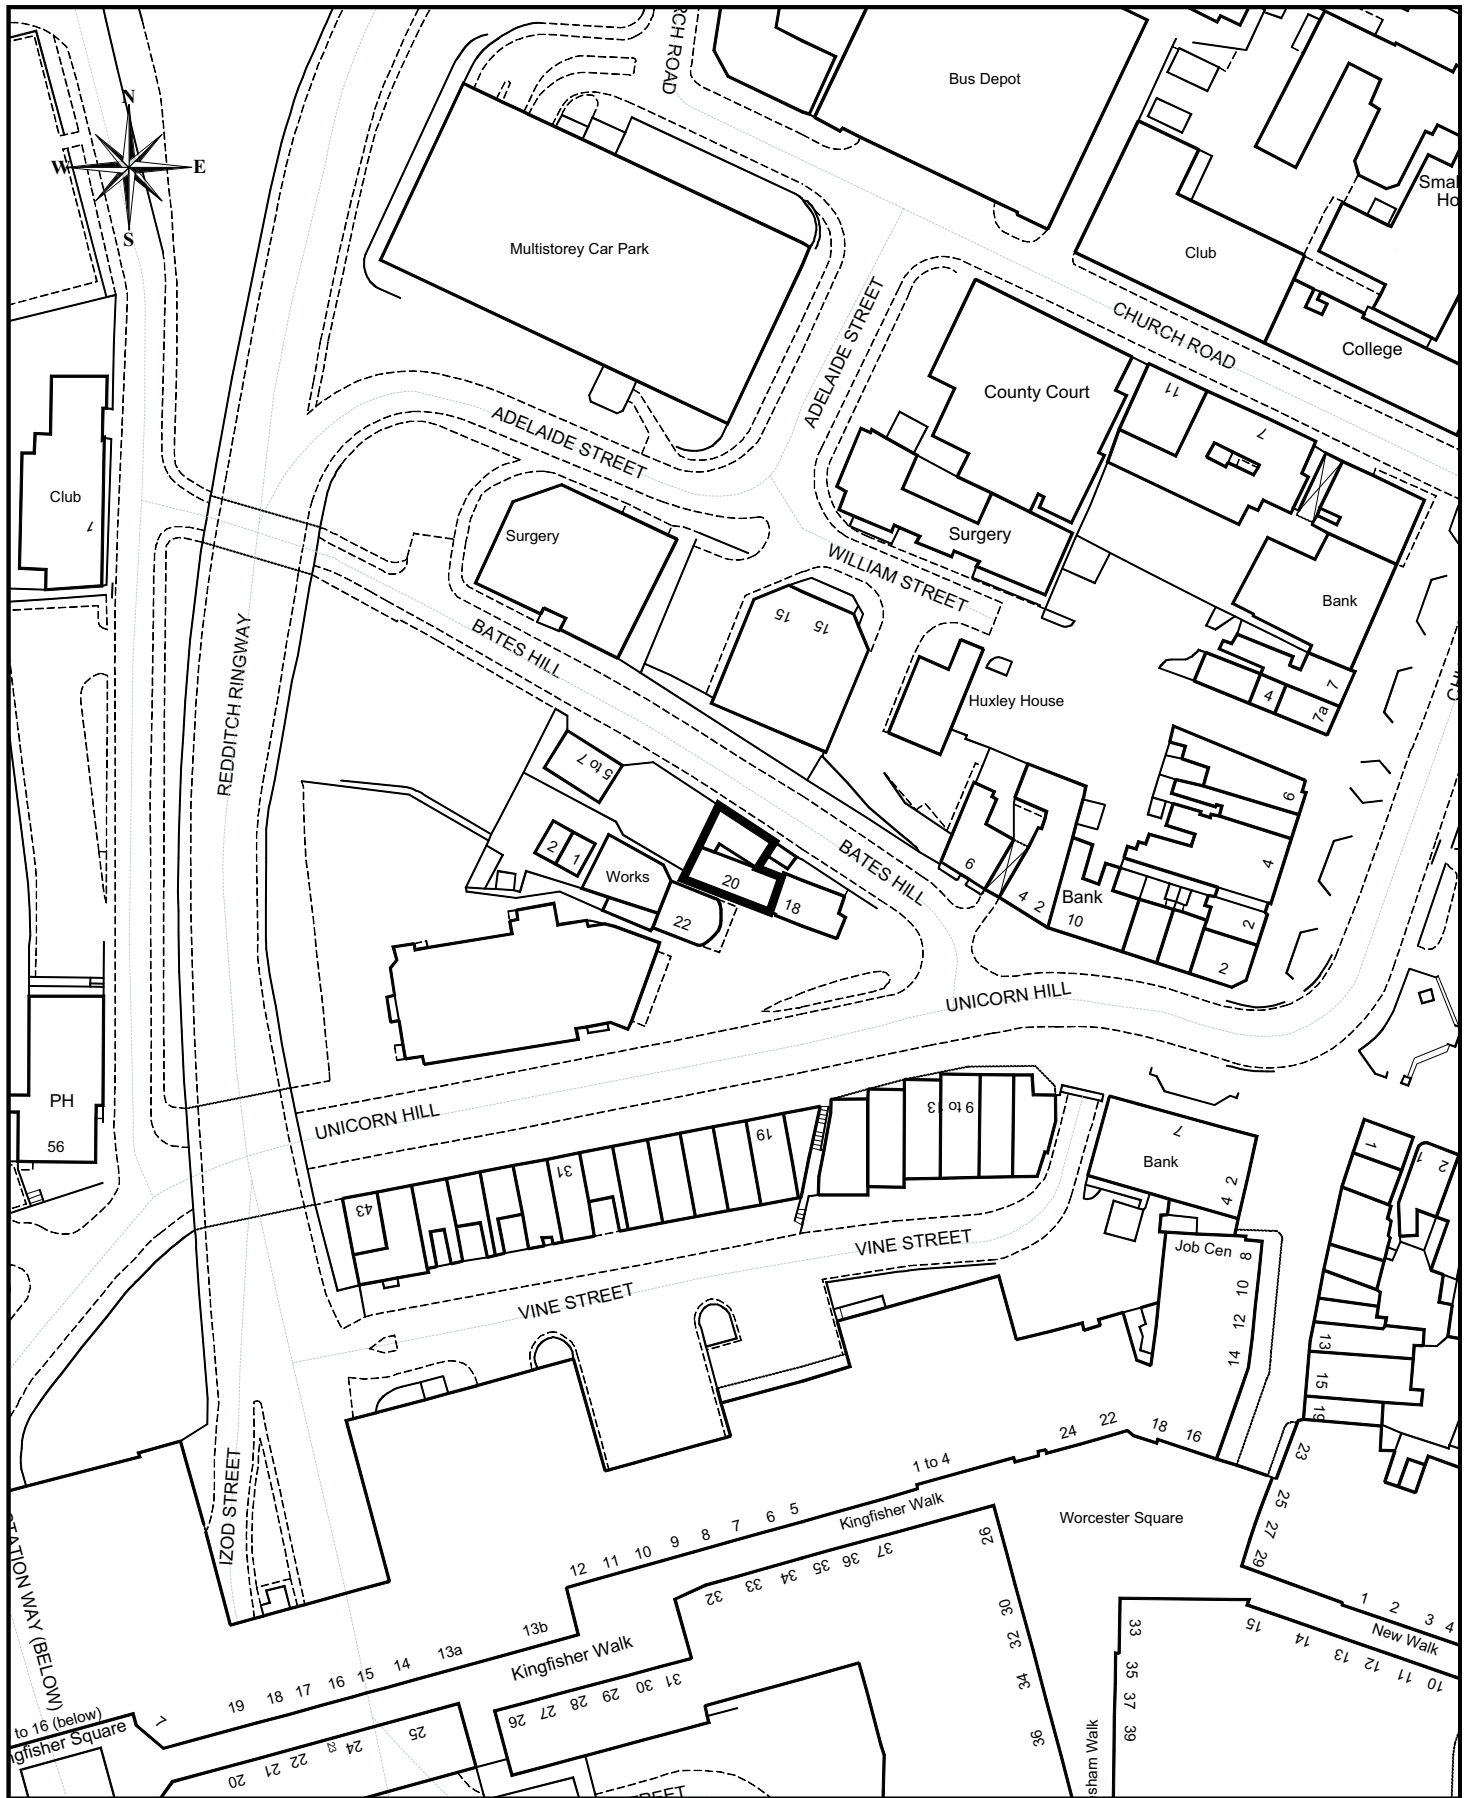 RCH ROAD
Bus Depot
N
W
E
S
Multistorey Car Park
Club
College
CHURCH ROAD
ADELAIDE STREET
County Court
11
7
ADELAIDE STREET
Club
1
Surgery
Surgery
WILLIAM STREET
Bank
15
15
BATES HILL
REDDITCH RINGWAY
Huxley House
7
4
7a
5 to 7
6
2
1
Works
20
18
22
BATES HILL
6
4
2
Bank
10
4
2
2
UNICORN HILL
PH
56
UNICORN HILL
9 to 13
19
31
43
7
Bank
2
4
1
1
2
VINE STREET
VINE STREET
Job Cen
8
10
12
14
13
15
19
24
22
18
16
23
25
27
29
IZOD STREET
1 to 4
Kingfisher Walk
Worcester Square
12
11
10
9
8
7
6
5
32
33
34
35
36
37
26
30
32
34
36
33
35
37
39
1
2
3
4
New Walk
15
14
13
12
11
10
13b
13a
Kingfisher Walk
19
18
17
16
15
14
7
26
27
28
29
30
31
20
21
22
23
24
25
TATION WAY (BELOW)
to 16 (below)
ngfisher Square
sham Walk